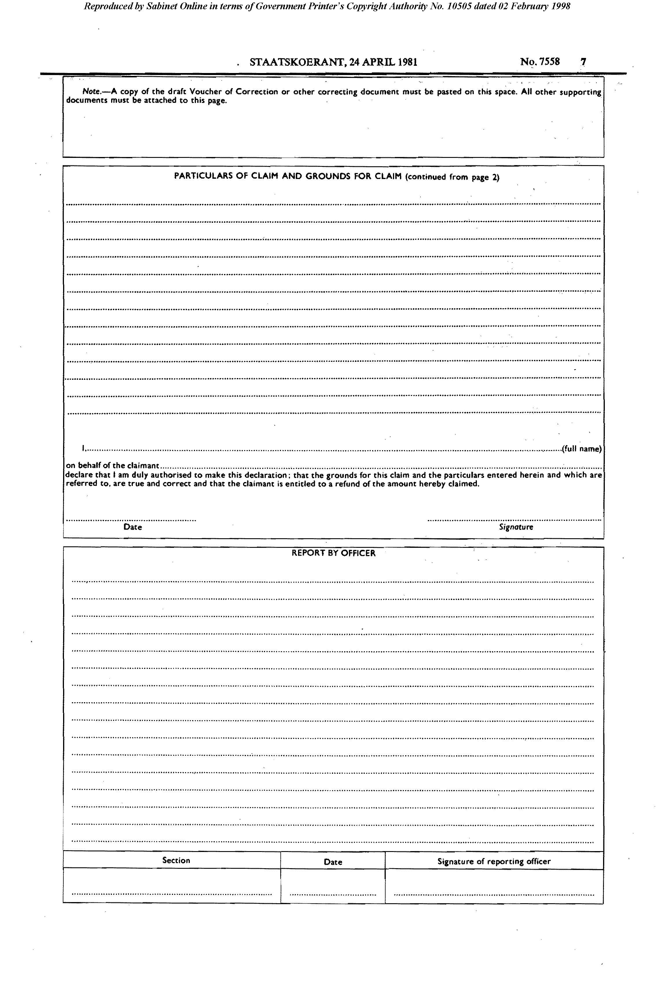 Reproduced by Sabinet Online in terms of Government Printer's Copyright Authority No. 10505 dated 02 February 1998
STAATSKOERANT, 24 APRIL 1981 No. 7558 7
Note.—A copy of the draft Voucher of Correction or other correcting document must be pasted on this space. All other supporting
documents must be attached to this page.
PARTICULARS OF CLAIM AND GROUNDS FOR CLAIM (continued from page 2)
I, (full name)
on behalf of the claimant
declare that I am duly authorised to make this declaration; that the grounds for this claim and the particulars entered herein and which are
referred to, are true and correct and that the claimant is entitled to a refund of the amount hereby claimed.
Date Signature
REPORT BY OFFICER
Section Date Signature of reporting officer